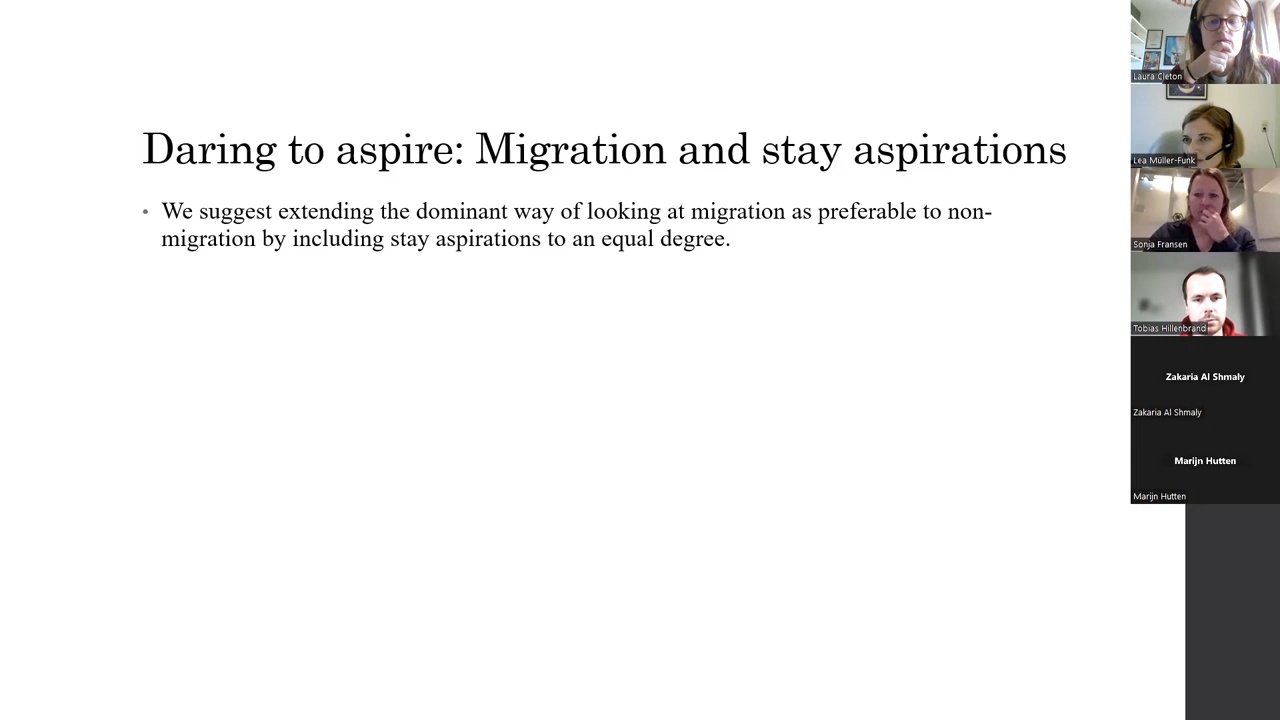 Daring to aspire: Migration and stay aspirations
• We suggest extending the dominant way of looking at migration as preferable to non-
migration by including stay aspirations to an equal degree.
Laura Cleton
Lea Müller-Funk
Sonja Fransen
Tobias Hillenbrand
Zakaria Al Shmaly
Zakaria Al Shmaly
Marijn Hutten
Marijn Hutten